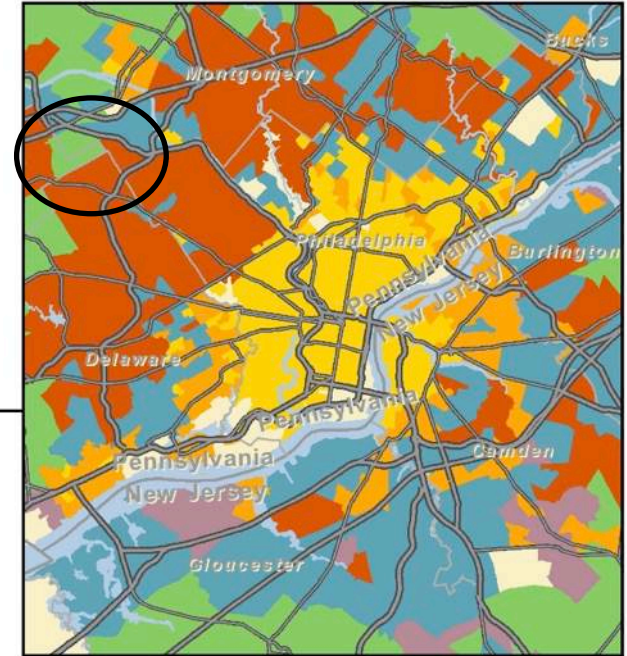 Bucks
Montgomery
Philadelphia
Pennsylvania
New Jersey
Burlington
Delaware
Pennsylvania
Camden
Pennsylvania
New Jersey
Gloucester